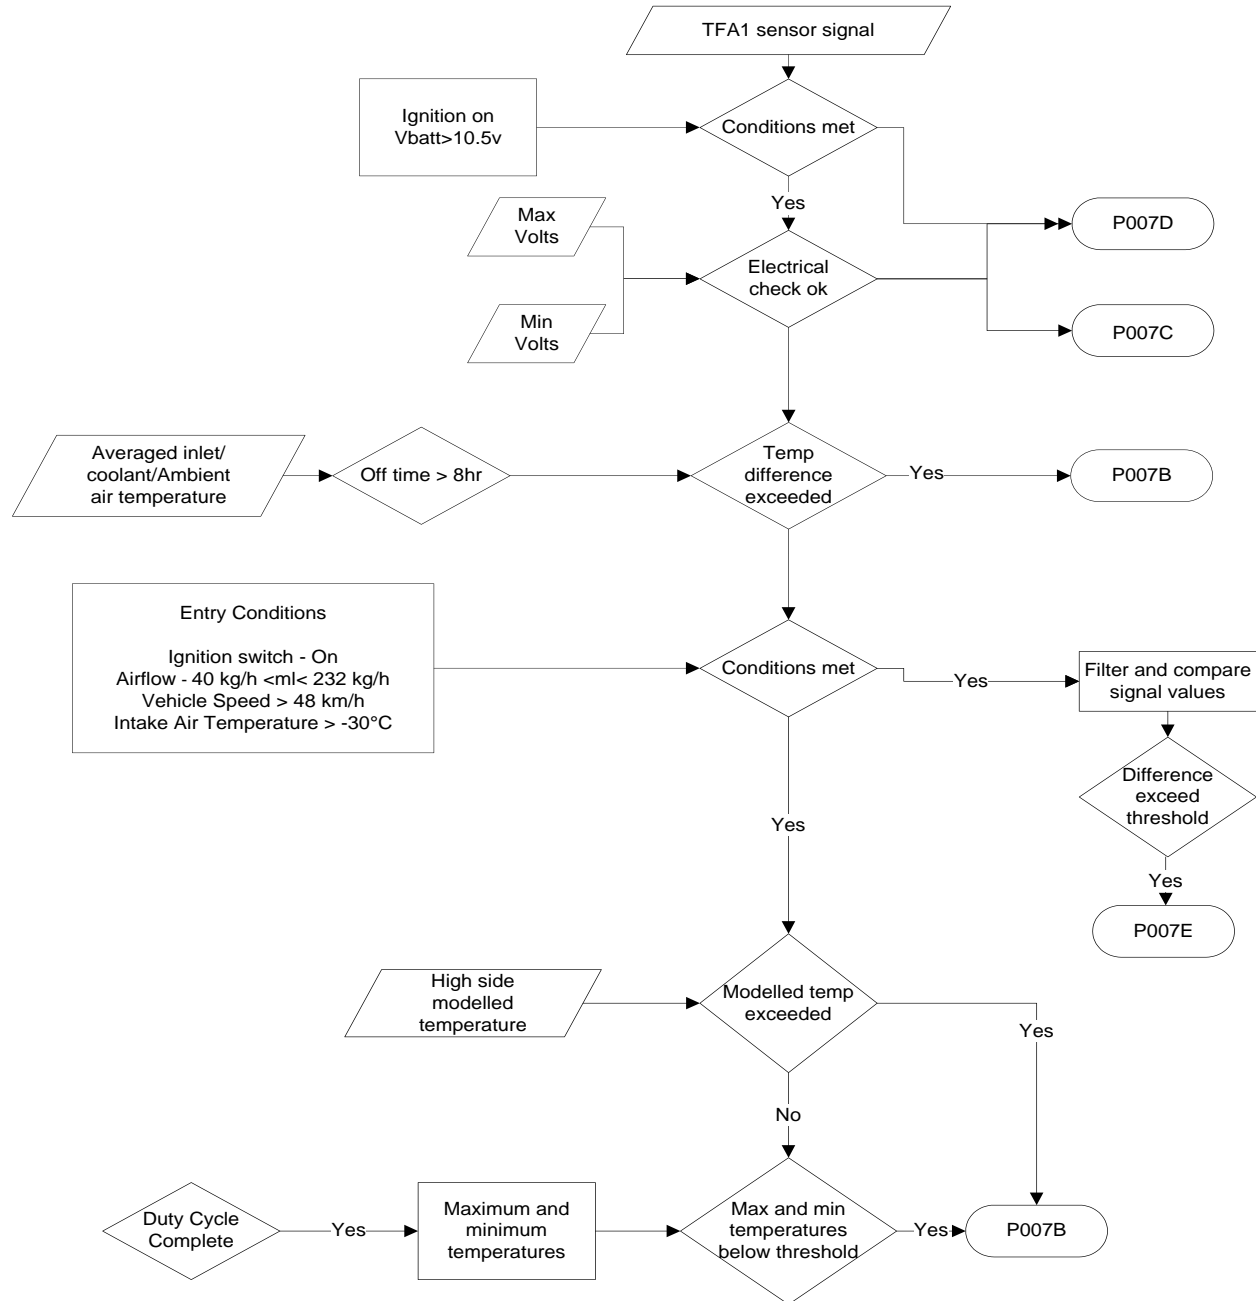 TFA1 sensor signal
Ignition on
Vbatt>10.5v
Conditions met
Yes
Max
Volts
P007D
Electrical
check ok
Min
Volts
P007C
Averaged inlet/
coolant/Ambient
air temperature
Off time > 8hr
Temp
difference
exceeded
Yes
P007B
Entry Conditions
Ignition switch - On
Airflow - 40 kg/h <ml< 232 kg/h
Vehicle Speed > 48 km/h
Intake Air Temperature > -30°C
Conditions met
Yes
Filter and compare
signal values
Difference
exceed
threshold
Yes
Yes
P007E
High side
modelled
temperature
Modelled temp
exceeded
Yes
No
Duty Cycle
Complete
Yes
Maximum and
minimum
temperatures
Max and min
temperatures
below threshold
Yes
P007B